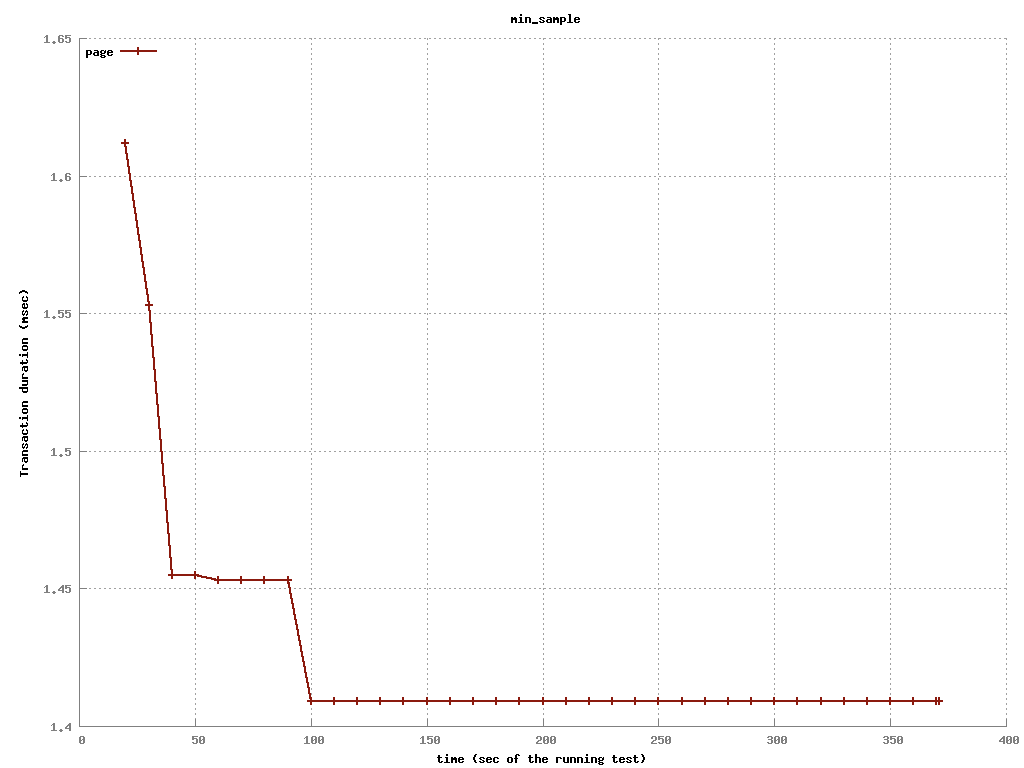 min_sample
1.65
page
1.6
1.55
1.5
1.45
1.4
Transaction duration (msec)
0 50 100 150 200 250 300 350 400
time (sec of the running test)